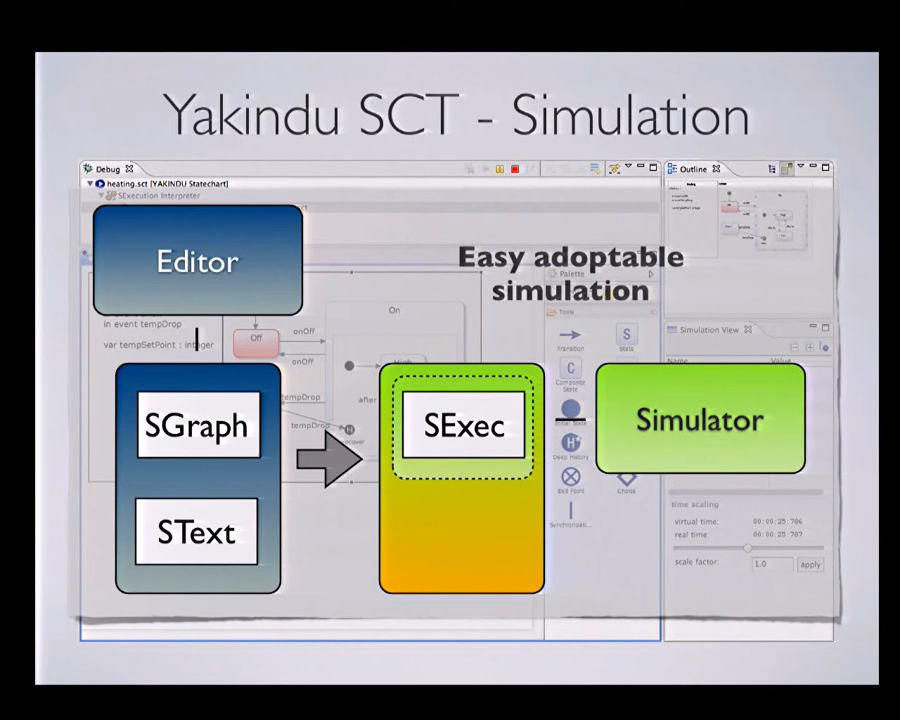 Yakindu SCT - Simulation
Debug
heating.sct [YAKINDU Statechart]
SExecution Interpreter
Outline
Editor
Easy adoptable
simulation
Palette
Tools
in event tempDrop
var tempSetPoint : integer
Off
onOff
onOff
On
Transition
State
S
C
Composite
State
Simulation View
Name
Value
tempDrop
tempDrop
after
H
SGraph
SText
SExec
Simulator
Deep History
Exit Point
Choice
Synchronizati...
time scaling
virtual time: 00:00:25:706
real time: 00:00:25:707
scale factor: 1.0 apply